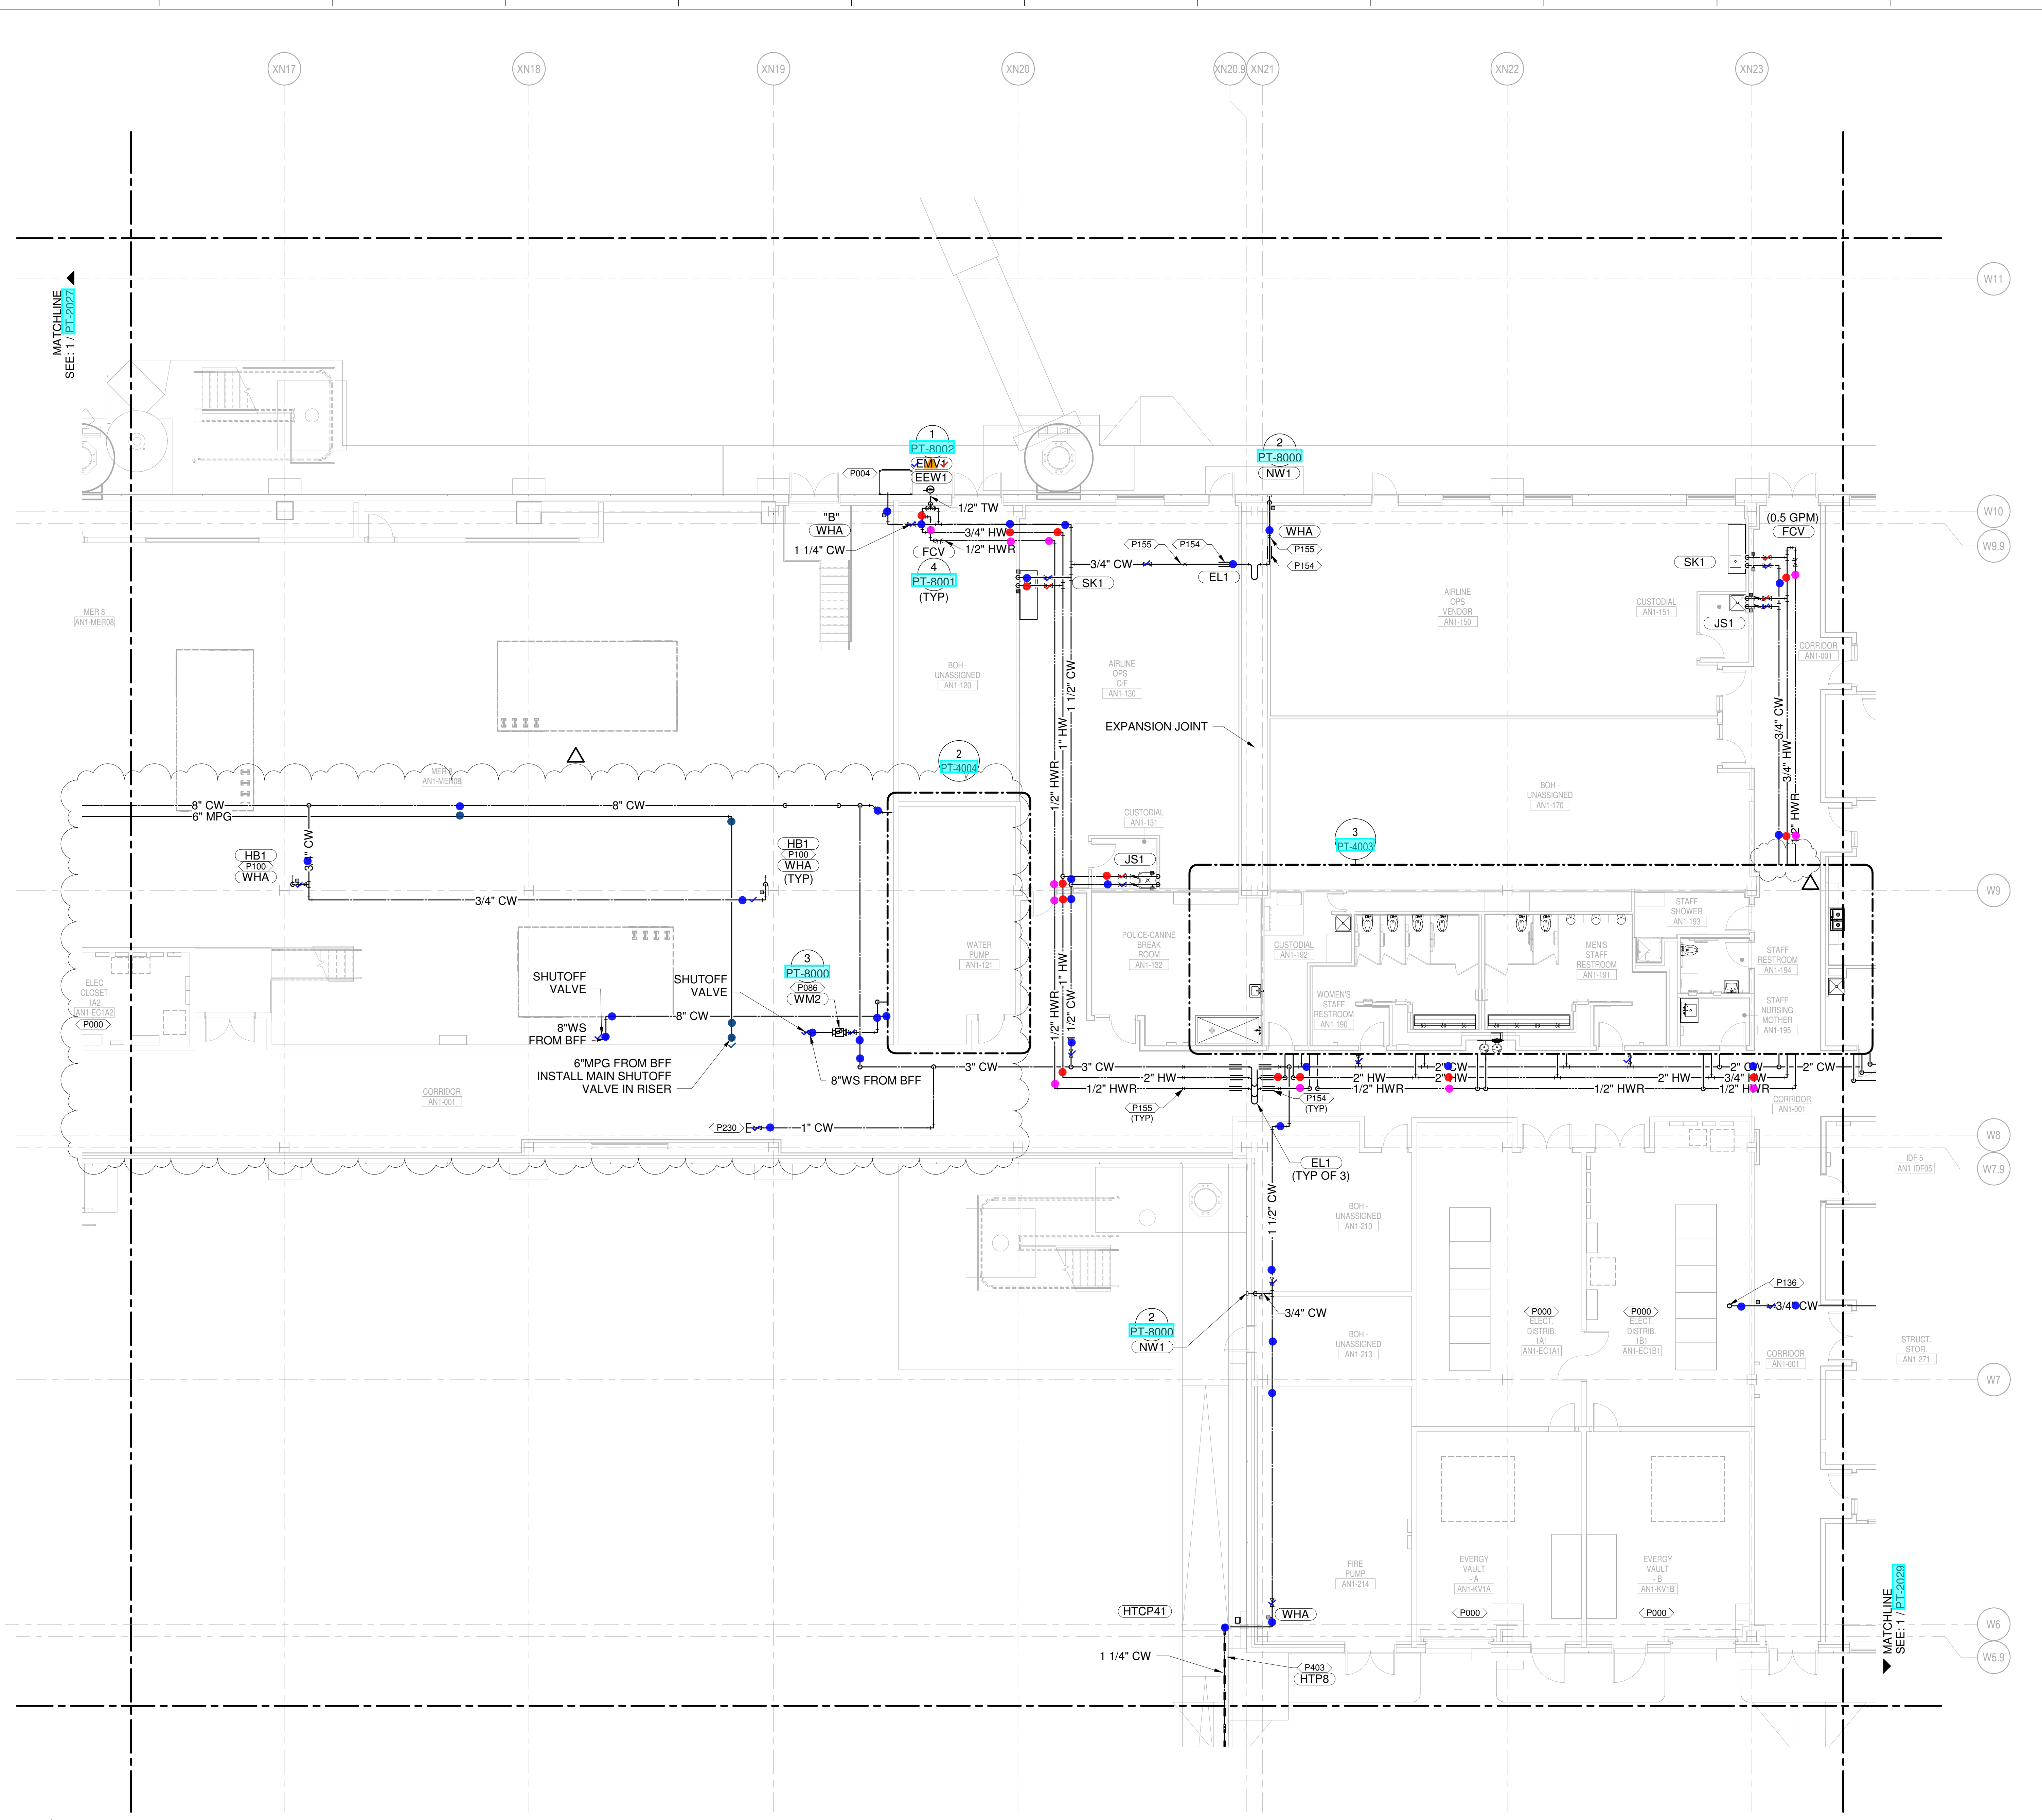 XN17
XN18
XN19
XN20
XN20.9
XN21
XN22
XN23
W11
MATCHLINE
SEE: 1 / PT-2027
1
PT-8002
EMV1
EEW1
P004
2
PT-8000
NW1
1/2" TW
"B"
WHA
1 1/4" CW
3/4" HW
1/2" HWR
FCV
4
PT-8001
(TYP)
WHA
P155
P154
P155
P154
3/4" CW
EL1
SK1
(0.5 GPM)
FCV
SK1
W10
W9.9
MER 8
AN1-MER08
AIRLINE
OPS
VENDOR
AN1-150
CUSTODIAL
AN1-151
JS1
CORRIDOR
AN1-001
BOH -
UNASSIGNED
AN1-120
AIRLINE
OPS -
C/F
AN1-130
1 1/2" CW
1" HW
1/2" HWR
3/4" CW
3/4" HW
1/2" HWR
EXPANSION JOINT
2
PT-4004
MER 8
AN1-MER08
BOH -
UNASSIGNED
AN1-170
8" CW
8" CW
6" MPG
3/4" CW
CUSTODIAL
AN1-131
3
PT-4003
HB1
P100
WHA
HB1
P100
WHA
(TYP)
JS1
3/4" CW
W9
STAFF
SHOWER
AN1-193
POLICE-CANINE
BREAK
ROOM
AN1-132
CUSTODIAL
AN1-192
MEN'S
STAFF
RESTROOM
AN1-191
STAFF
RESTROOM
AN1-194
WATER
PUMP
AN1-121
WOMEN'S
STAFF
RESTROOM
AN1-190
STAFF
NURSING
MOTHER
AN1-195
ELEC
CLOSET
1A2
AN1-EC1A2
P000
SHUTOFF
VALVE
SHUTOFF
VALVE
3
PT-8000
P086
WM2
8" CW
8"WS
FROM BFF
6"MPG FROM BFF
INSTALL MAIN SHUTOFF
VALVE IN RISER
8"WS FROM BFF
1/2" HWR
1" HW
1 1/2" CW
3" CW
3" CW
2" HW
1/2" HWR
2" CW
2" CW
2" CW
2" HW
2" HW
2" HW
3/4" HW
1/2" HWR
1/2" HWR
1/2" HWR
P155
(TYP)
P154
(TYP)
CORRIDOR
AN1-001
CORRIDOR
AN1-001
P230
1" CW
W8
W7.9
EL1
(TYP OF 3)
IDF 5
AN1-IDF05
1 1/2" CW
BOH -
UNASSIGNED
AN1-210
P136
3/4" CW
3/4" CW
2
PT-8000
NW1
P000
ELECT.
DISTRIB.
1A1
AN1-EC1A1
P000
ELECT.
DISTRIB.
1B1
AN1-EC1B1
BOH -
UNASSIGNED
AN1-213
CORRIDOR
AN1-001
STRUCT.
STOR.
AN1-271
W7
FIRE
PUMP
AN1-214
EVERGY
VAULT
- A
AN1-KV1A
EVERGY
VAULT
- B
AN1-KV1B
P000
P000
HTCP41
WHA
W6
W5.9
1 1/4" CW
P403
HTP8
MATCHLINE
SEE: 1 / PT-2029